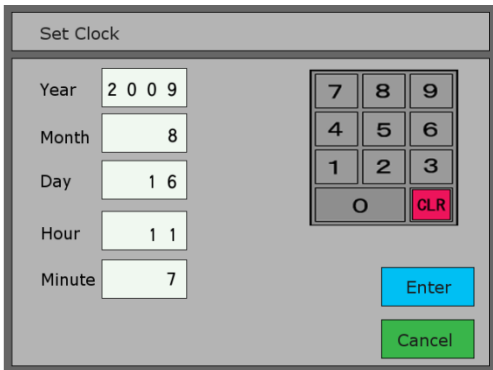 Set Clock
Year 2009
Month 8
Day 16
Hour 11
Minute 7
7 8 9
4 5 6
1 2 3
0 CLR
Enter
Cancel